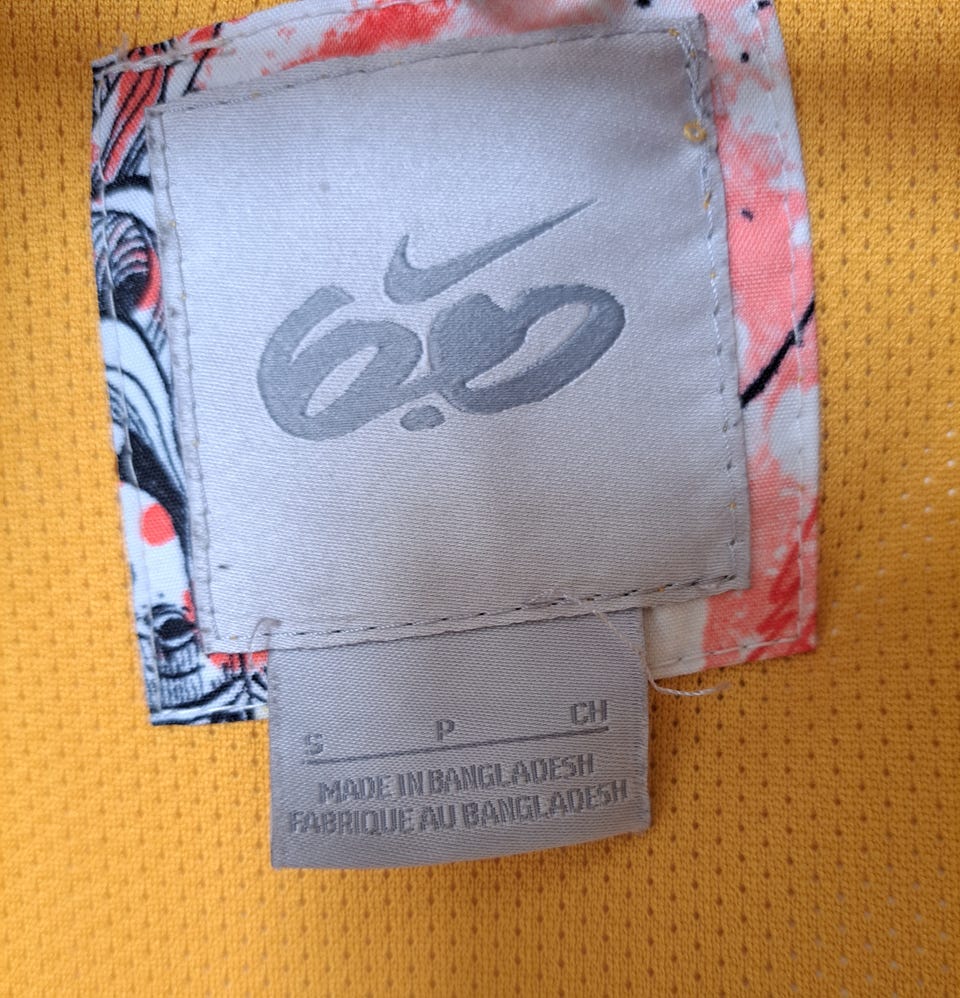 6.0
S P CH
MADE IN BANGLADESH
FABRIQUE AU BANGLADESH